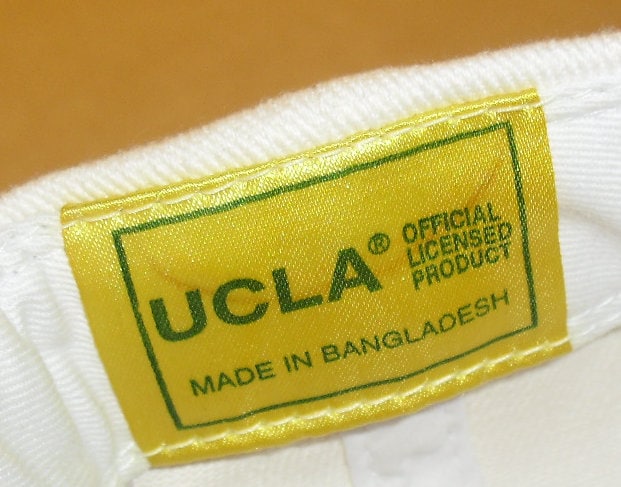 UCLA® OFFICIAL
LICENSED
PRODUCT
MADE IN BANGLADESH